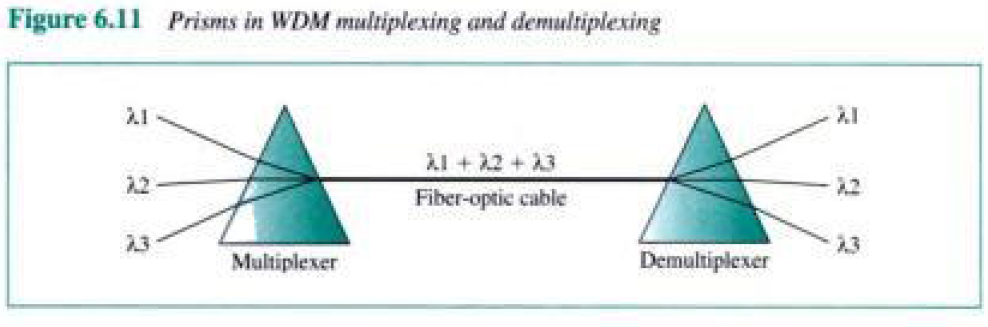 Figure 6.11 Prisms in WDM multiplexing and demultiplexing
λ1
λ2
λ3
λ1 + λ2 + λ3
Fiber-optic cable
Multiplexer
Demultiplexer
λ1
λ2
λ3